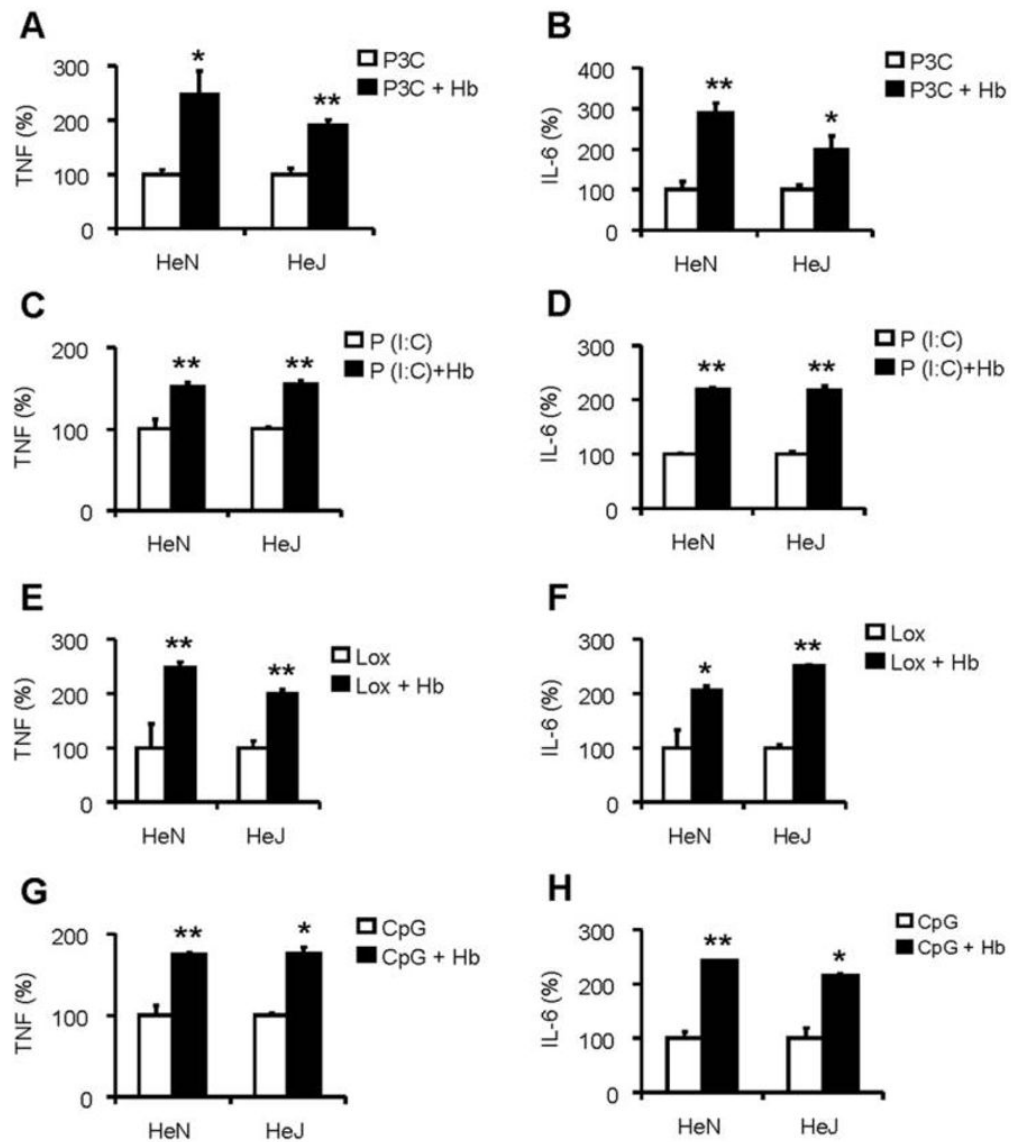 A
P3C
P3C + Hb
TNF (%)
300
200
100
0
*
**
HeN
HeJ
B
P3C
P3C + Hb
IL-6 (%)
400
300
200
100
0
**
*
HeN
HeJ
C
P (I:C)
P (I:C)+Hb
TNF (%)
200
100
0
**
**
HeN
HeJ
D
P (I:C)
P (I:C)+Hb
IL-6 (%)
300
200
100
0
**
**
HeN
HeJ
E
Lox
Lox + Hb
TNF (%)
300
200
100
0
**
**
HeN
HeJ
F
Lox
Lox + Hb
IL-6 (%)
300
200
100
0
*
**
HeN
HeJ
G
CpG
CpG + Hb
TNF (%)
200
100
0
**
*
HeN
HeJ
H
CpG
CpG + Hb
IL-6 (%)
300
200
100
0
**
*
HeN
HeJ